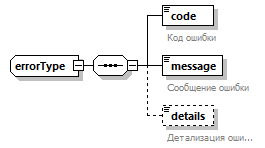 code
Код ошибки
errorType
message
Сообщение ошибки
details
Детализация оши...